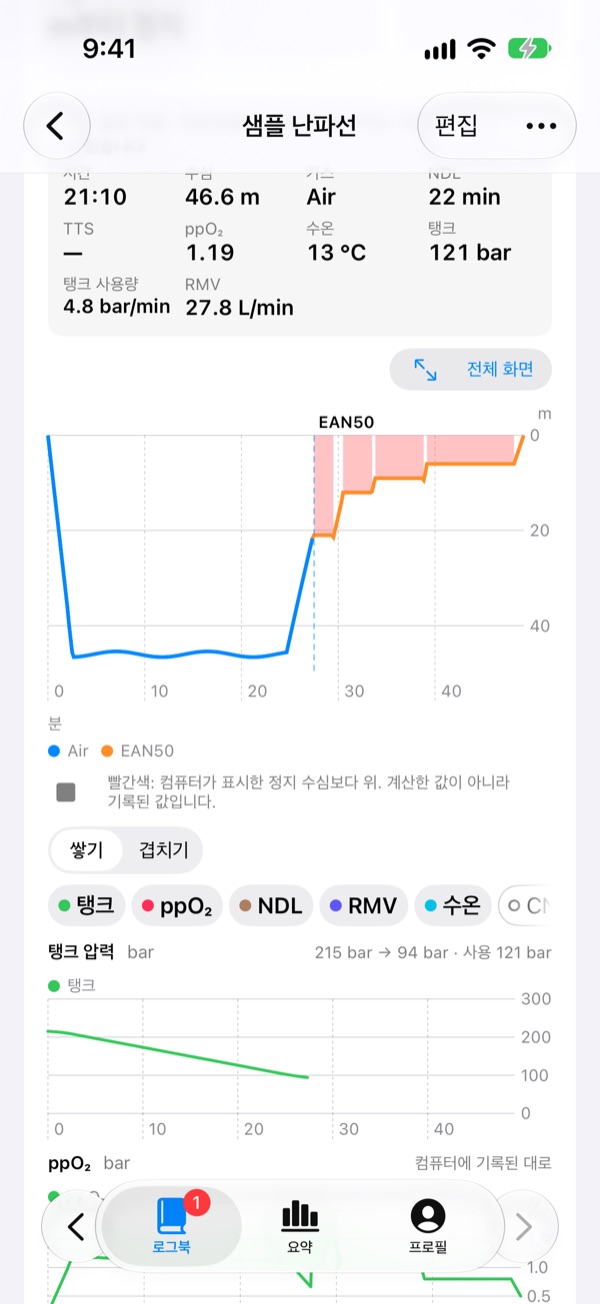 9:41
샘플 난파선
편집
시간 수심 가스 NDL
21:10 46.6 m Air 22 min
TTS ppO₂ 수온 탱크
— 1.19 13 °C 121 bar
탱크 사용량 RMV
4.8 bar/min 27.8 L/min
전체 화면
EAN50 m
0
20
40
0 10 20 30 40
분
Air EAN50
빨간색: 컴퓨터가 표시한 정지 수심보다 위. 계산한 값이 아니라
기록된 값입니다.
쌓기 겹치기
탱크 ppO₂ NDL RMV 수온
탱크 압력 bar 215 bar → 94 bar · 사용 121 bar
탱크
300
200
100
0
0 10 20 30 40
ppO₂ bar 컴퓨터에 기록된 대로
1
로그북 요약 프로필
1.0
0.5